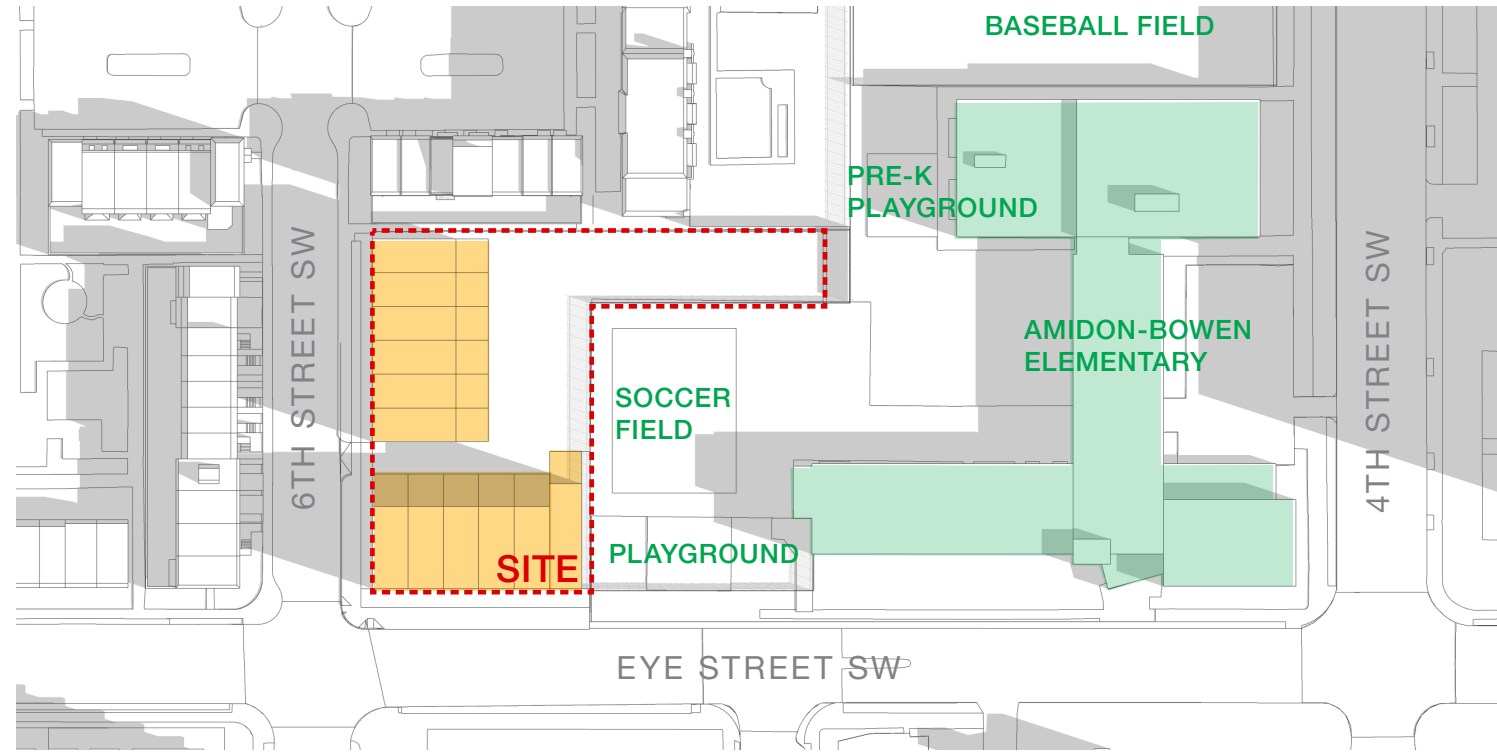 BASEBALL FIELD
PRE-K
PLAYGROUND
6TH STREET SW
4TH STREET SW
AMIDON-BOWEN
ELEMENTARY
SOCCER
FIELD
SITE
PLAYGROUND
EYE STREET SW